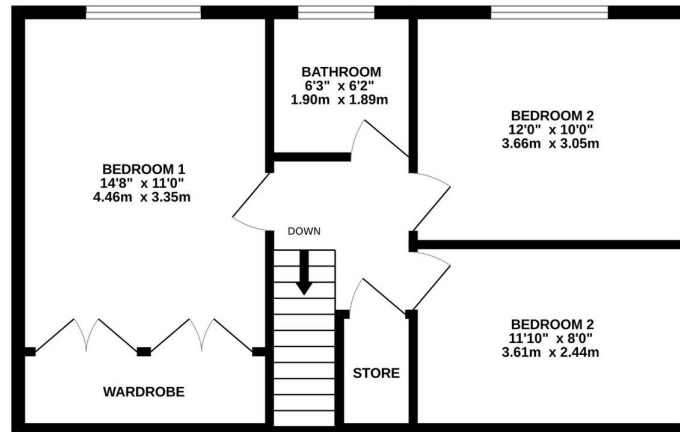 BATHROOM
6'3" x 6'2"
1.90m x 1.89m
BEDROOM 2
12'0" x 10'0"
3.66m x 3.05m
BEDROOM 1
14'8" x 11'0"
4.46m x 3.35m
DOWN
BEDROOM 2
11'10" x 8'0"
3.61m x 2.44m
STORE
WARDROBE